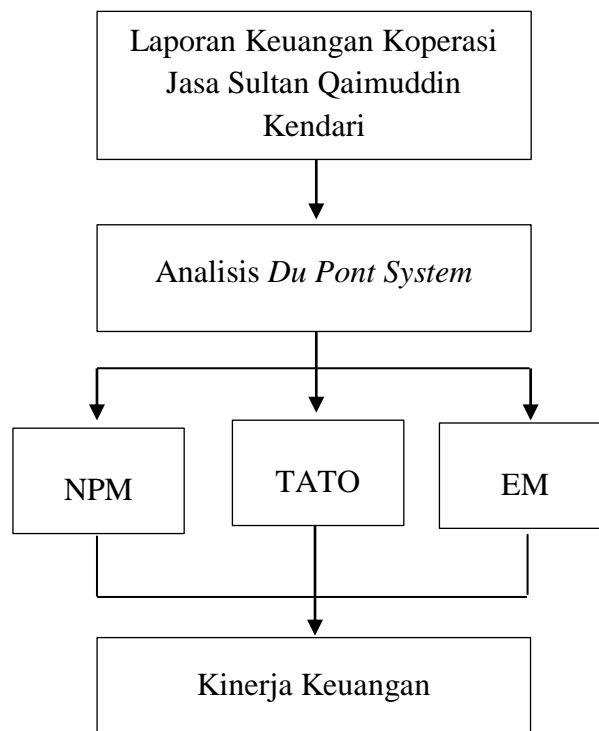 Laporan Keuangan Koperasi
Jasa Sultan Qaimuddin
Kendari
Analisis Du Pont System
NPM
TATO
EM
Kinerja Keuangan